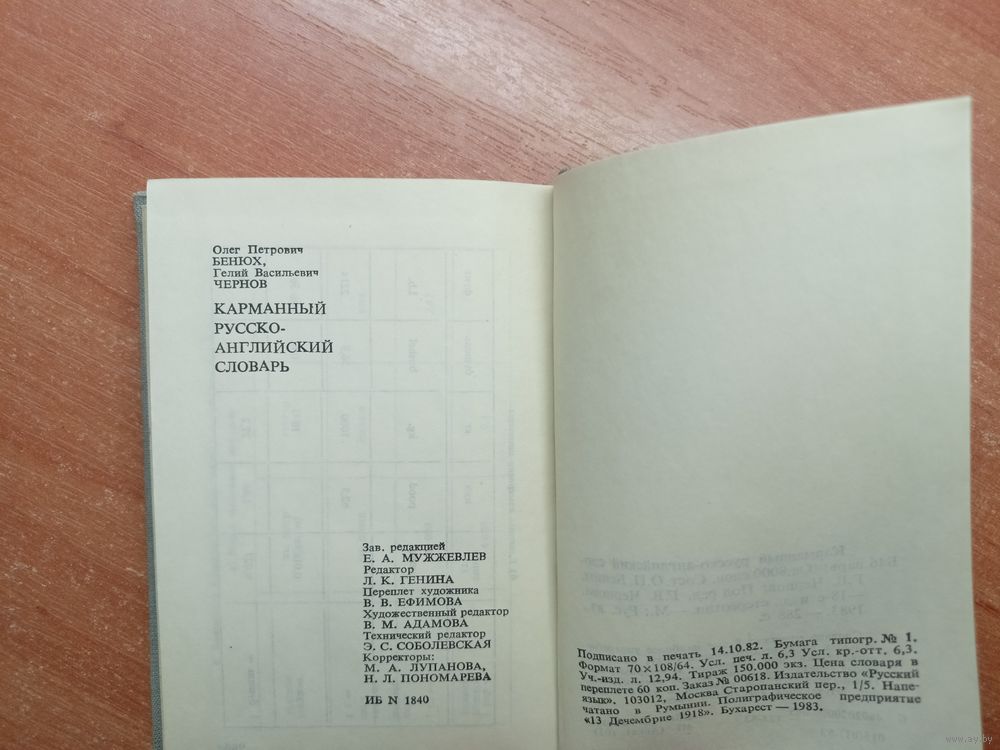 Олег Петрович
БЕНЮХ,
Гелий Васильевич
ЧЕРНОВ
КАРМАННЫЙ
РУССКО-
АНГЛИЙСКИЙ
СЛОВАРЬ
Зав. редакцией
Е. А. МУЖЖЕВЛЕВ
Редактор
Л. К. ГЕНИНА
Переплет художника
В. В. ЕФИМОВА
Художественный редактор
В. М. АДАМОВА
Технический редактор
Э. С. СОБОЛЕВСКАЯ
Корректоры:
М. А. ЛУПАНОВА,
Н. Л. ПОНОМАРЕВА
ИБ N 1840
Подписано в печать 14.10.82. Бумага типогр. № 1.
Формат 70 × 108/64. Усл. печ. л. 6,3 Усл. кр.-отт. 6,3.
Уч.-изд. л. 12,94. Тираж 150.000 экз. Цена словаря в
переплете 60 коп. Заказ № 00618. Издательство «Русский
язык». 103012, Москва Старопанский пер., 1/5. Напе-
чатано в Румынии. Полиграфическое предприятие
«13 Дечембрие 1918». Бухарест — 1983.
www.ay.by